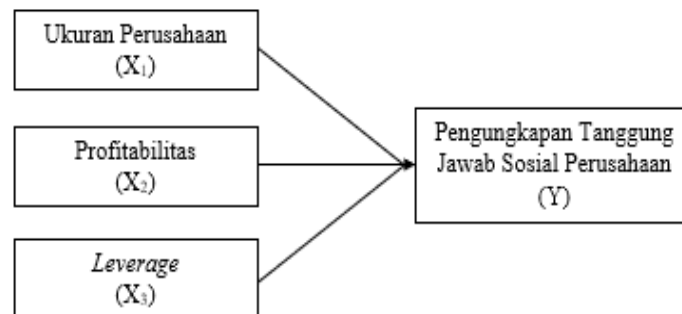 Ukuran Perusahaan
(X₁)
Profitabilitas
(X₂)
Leverage
(X₃)
Pengungkapan Tanggung
Jawab Sosial Perusahaan
(Y)